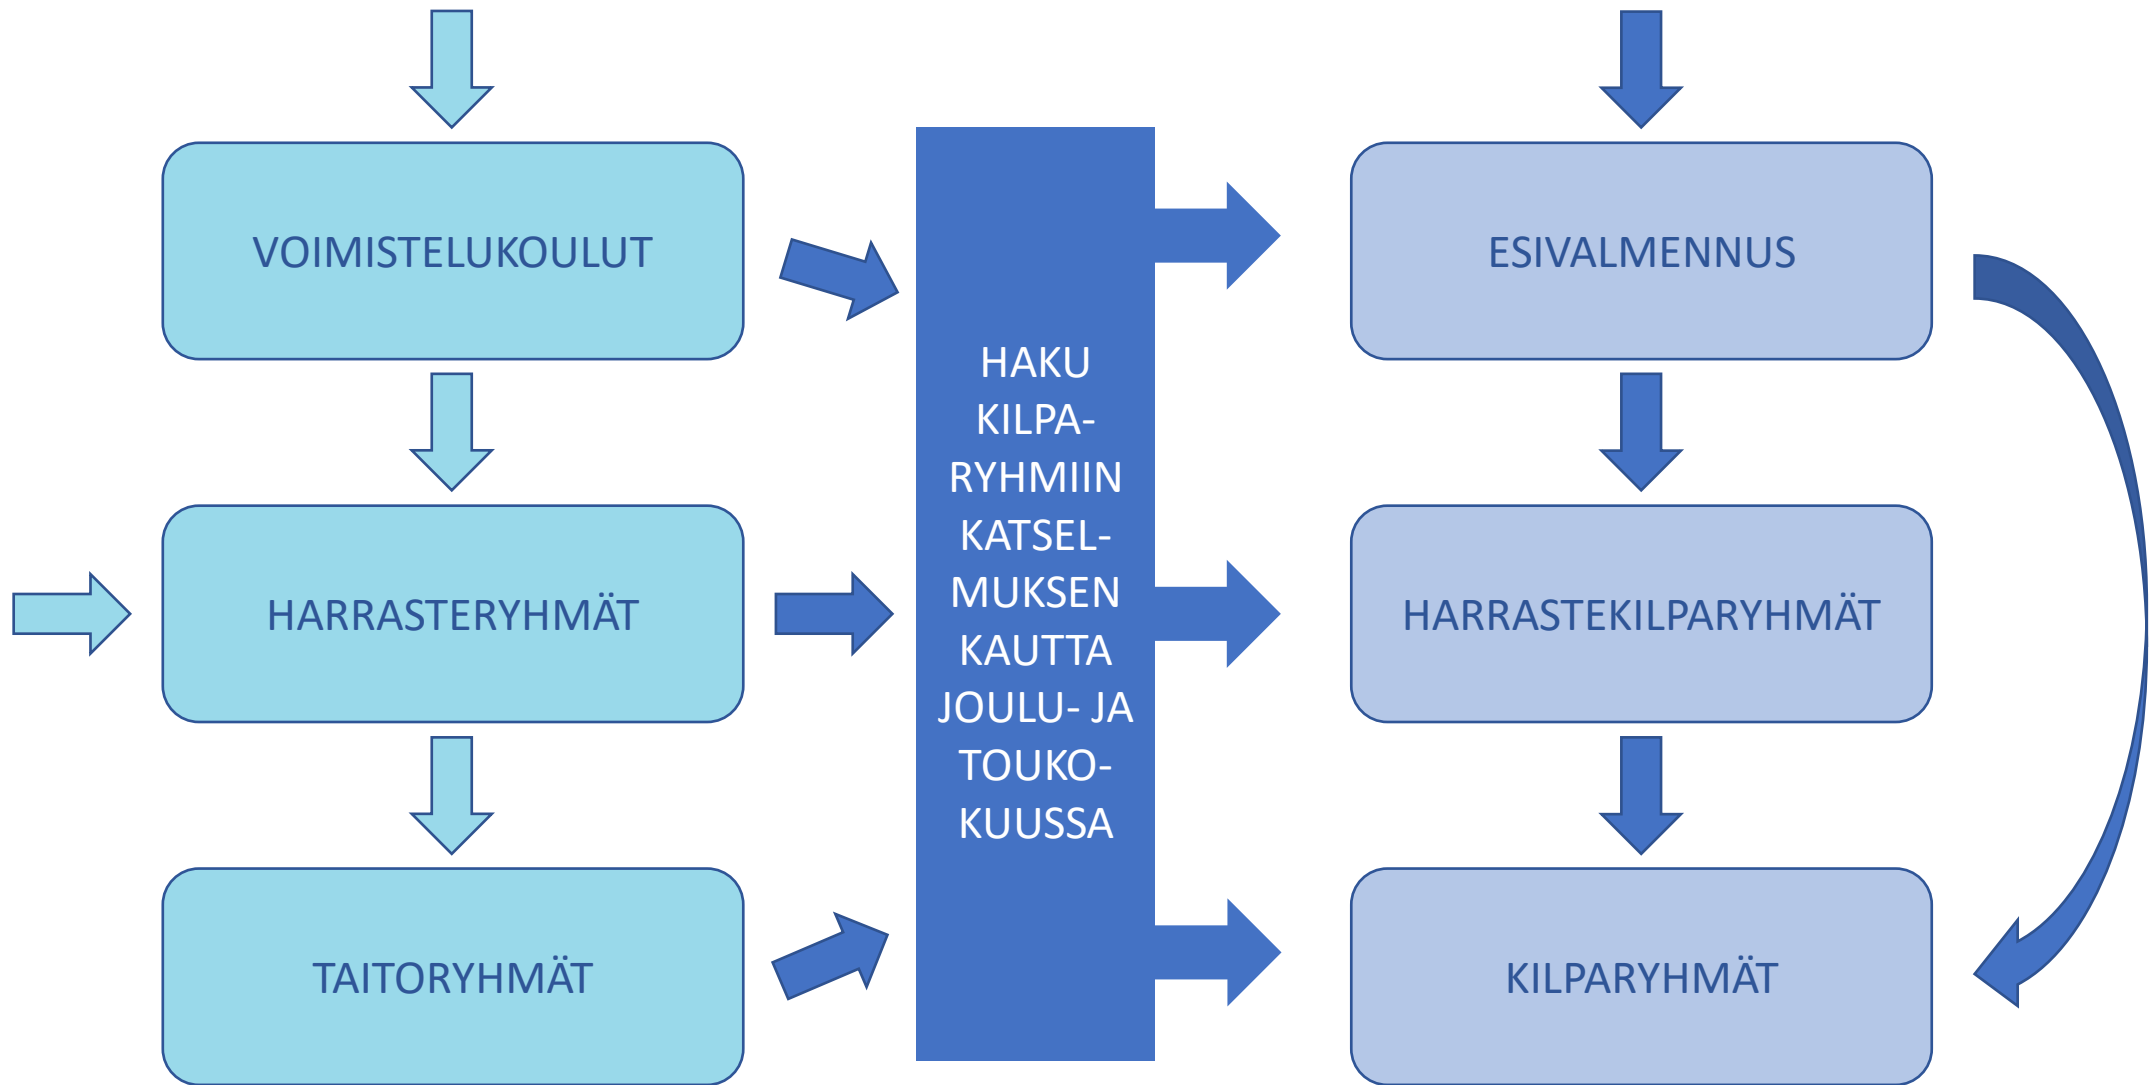 VOIMISTELUKOULUT
HARRASTERYHMÄT
TAITORYHMÄT
HAKU
KILPA-
RYHMIIN
KATSEL-
MUKSEN
KAUTTA
JOULU- JA
TOUKO-
KUUSSA
ESIVALMENNUS
HARRASTEKILPARYHMÄT
KILPARYHMÄT